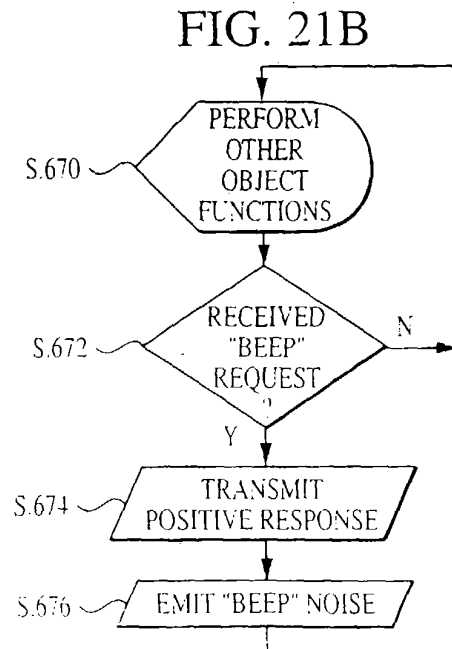 FIG. 21B
PERFORM
OTHER
OBJECT
FUNCTIONS
S.670
RECEIVED
"BEEP"
REQUEST
?
S.672
N
Y
TRANSMIT
POSITIVE RESPONSE
S.674
EMIT "BEEP" NOISE
S.676